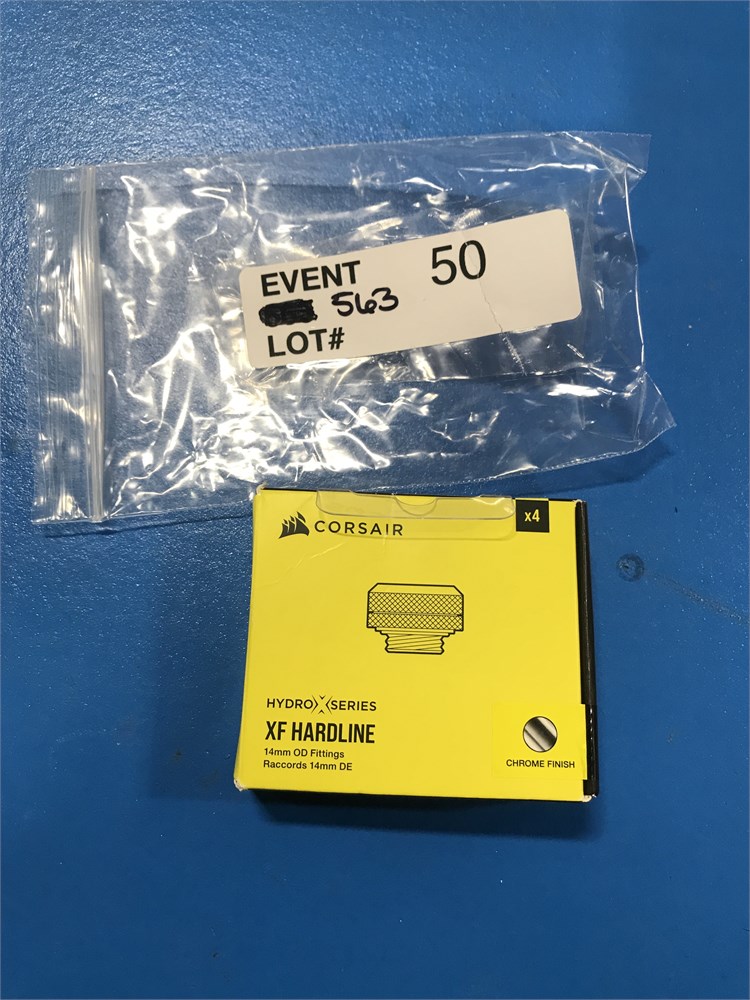 EVENT 50
563
LOT#
CORSAIR
x4
HYDRO X SERIES
XF HARDLINE
14mm OD Fittings
Raccords 14mm DE
CHROME FINISH